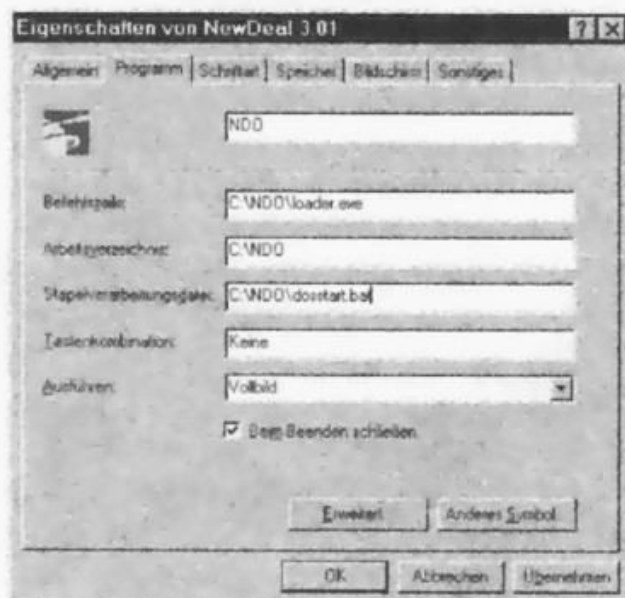 Eigenschaften von NewDeal 3.01
Allgemein Programm Schriftart Speicher Bildschirm Sonstiges
NDO
Befehlszeile: C:\NDO\loader.exe
Arbeitsverzeichnis: C:\NDO
Stapelverarbeitungsdatei: C:\NDO\dosstart.bat
Tastenkombination: Keine
Ausführen: Vollbild
Beim Beenden schließen
Erweitert... Anderes Symbol...
OK Abbrechen Übernehmen